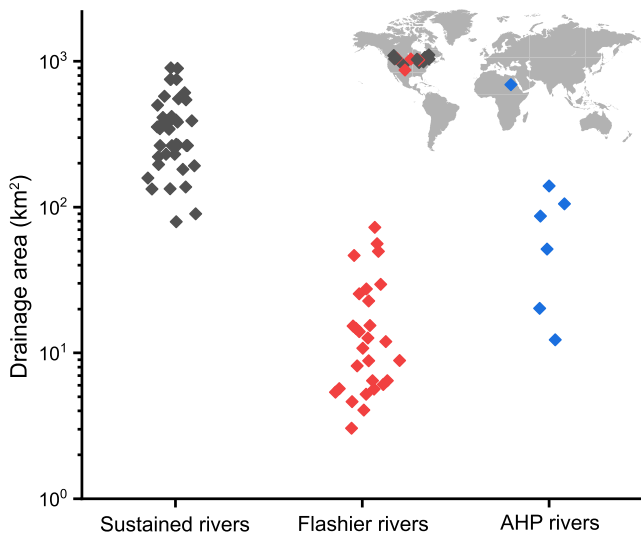 Drainage area (km²)
10³
10²
10¹
10⁰
Sustained rivers
Flashier rivers
AHP rivers